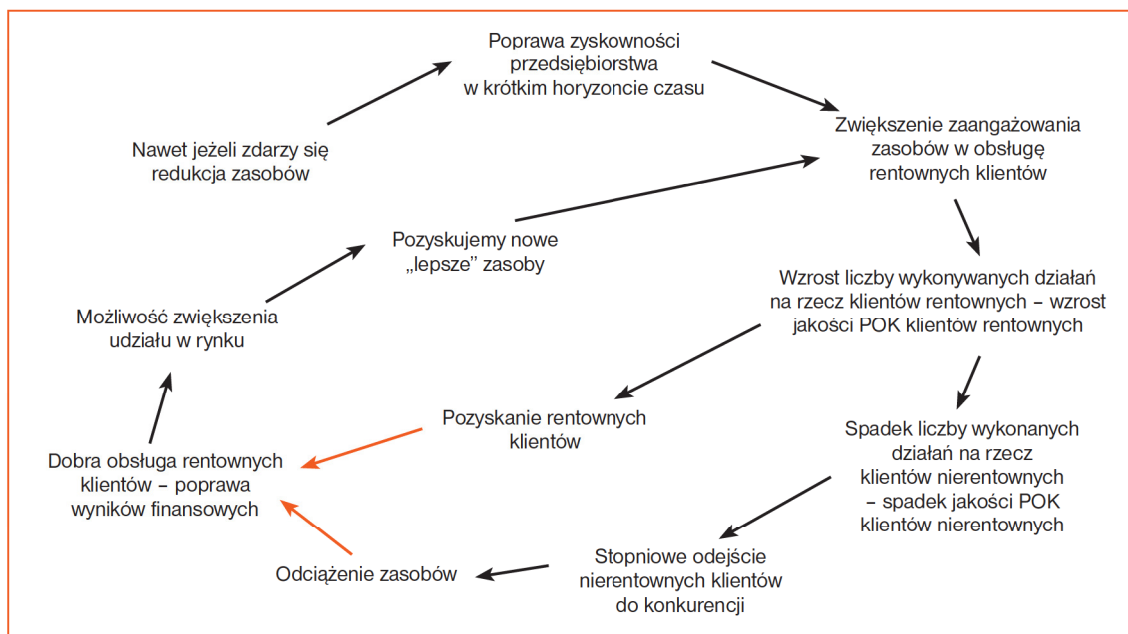 Poprawa zyskowności
przedsiębiorstwa
w krótkim horyzoncie czasu
Zwiększenie zaangażowania
zasobów w obsługę
rentownych klientów
Nawet jeżeli zdarzy się
redukcja zasobów
Pozyskujemy nowe
„lepsze” zasoby
Wzrost liczby wykonywanych działań
na rzecz klientów rentownych – wzrost
jakości POK klientów rentownych
Możliwość zwiększenia
udziału w rynku
Pozyskanie rentownych
klientów
Spadek liczby wykonanych
działań na rzecz
klientów nierentownych
– spadek jakości POK
klientów nierentownych
Dobra obsługa rentownych
klientów – poprawa
wyników finansowych
Stopniowe odejście
nierentownych klientów
do konkurencji
Odciążenie zasobów